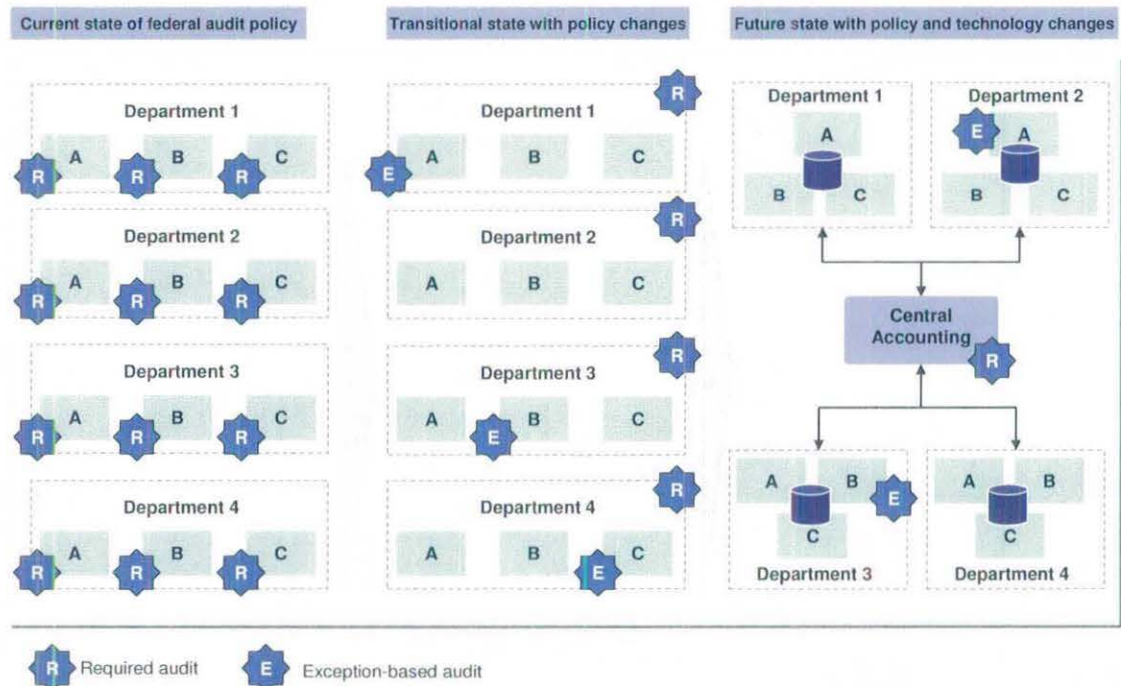 Current state of federal audit policy
Transitional state with policy changes
Future state with policy and technology changes
Department 1
A
B
C
R
R
R
Department 2
A
B
C
R
R
R
Department 3
A
B
C
R
R
R
Department 4
A
B
C
R
R
R
Department 1
R
A
B
C
E
Department 2
R
A
B
C
Department 3
R
A
B
C
E
Department 4
R
A
B
C
E
Department 1
A
B
C
Department 2
E
A
B
C
Central
Accounting
R
A
B
E
C
Department 3
A
B
C
Department 4
R Required audit
E Exception-based audit